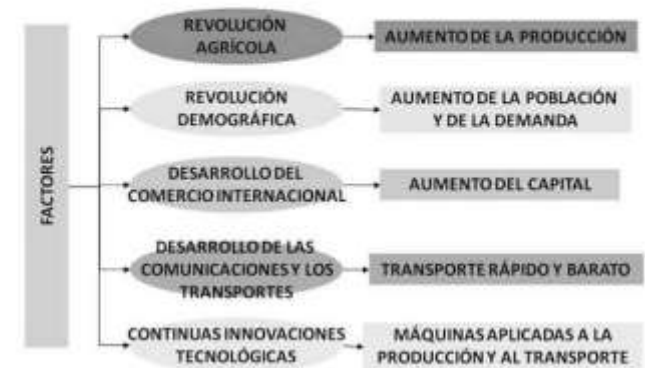 FACTORES
REVOLUCIÓN
AGRÍCOLA
AUMENTO DE LA PRODUCCIÓN
REVOLUCIÓN
DEMOGRÁFICA
AUMENTO DE LA POBLACIÓN
Y DE LA DEMANDA
DESARROLLO DEL
COMERCIO INTERNACIONAL
AUMENTO DEL CAPITAL
DESARROLLO DE LAS
COMUNICACIONES Y LOS
TRANSPORTES
TRANSPORTE RÁPIDO Y BARATO
CONTINUAS INNOVACIONES
TECNOLÓGICAS
MÁQUINAS APLICADAS A LA
PRODUCCIÓN Y AL TRANSPORTE